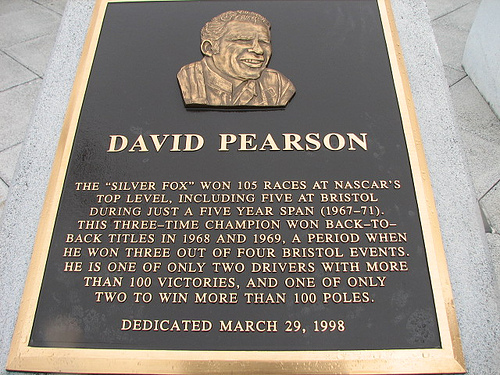 DAVID PEARSON
THE "SILVER FOX" WON 105 RACES AT NASCAR'S
TOP LEVEL, INCLUDING FIVE AT BRISTOL
DURING JUST A FIVE YEAR SPAN (1967-71).
THIS THREE-TIME CHAMPION WON BACK-TO-
BACK TITLES IN 1968 AND 1969, A PERIOD WHEN
HE WON THREE OUT OF FOUR BRISTOL EVENTS.
HE IS ONE OF ONLY TWO DRIVERS WITH MORE
THAN 100 VICTORIES, AND ONE OF ONLY
TWO TO WIN MORE THAN 100 POLES.
DEDICATED MARCH 29, 1998